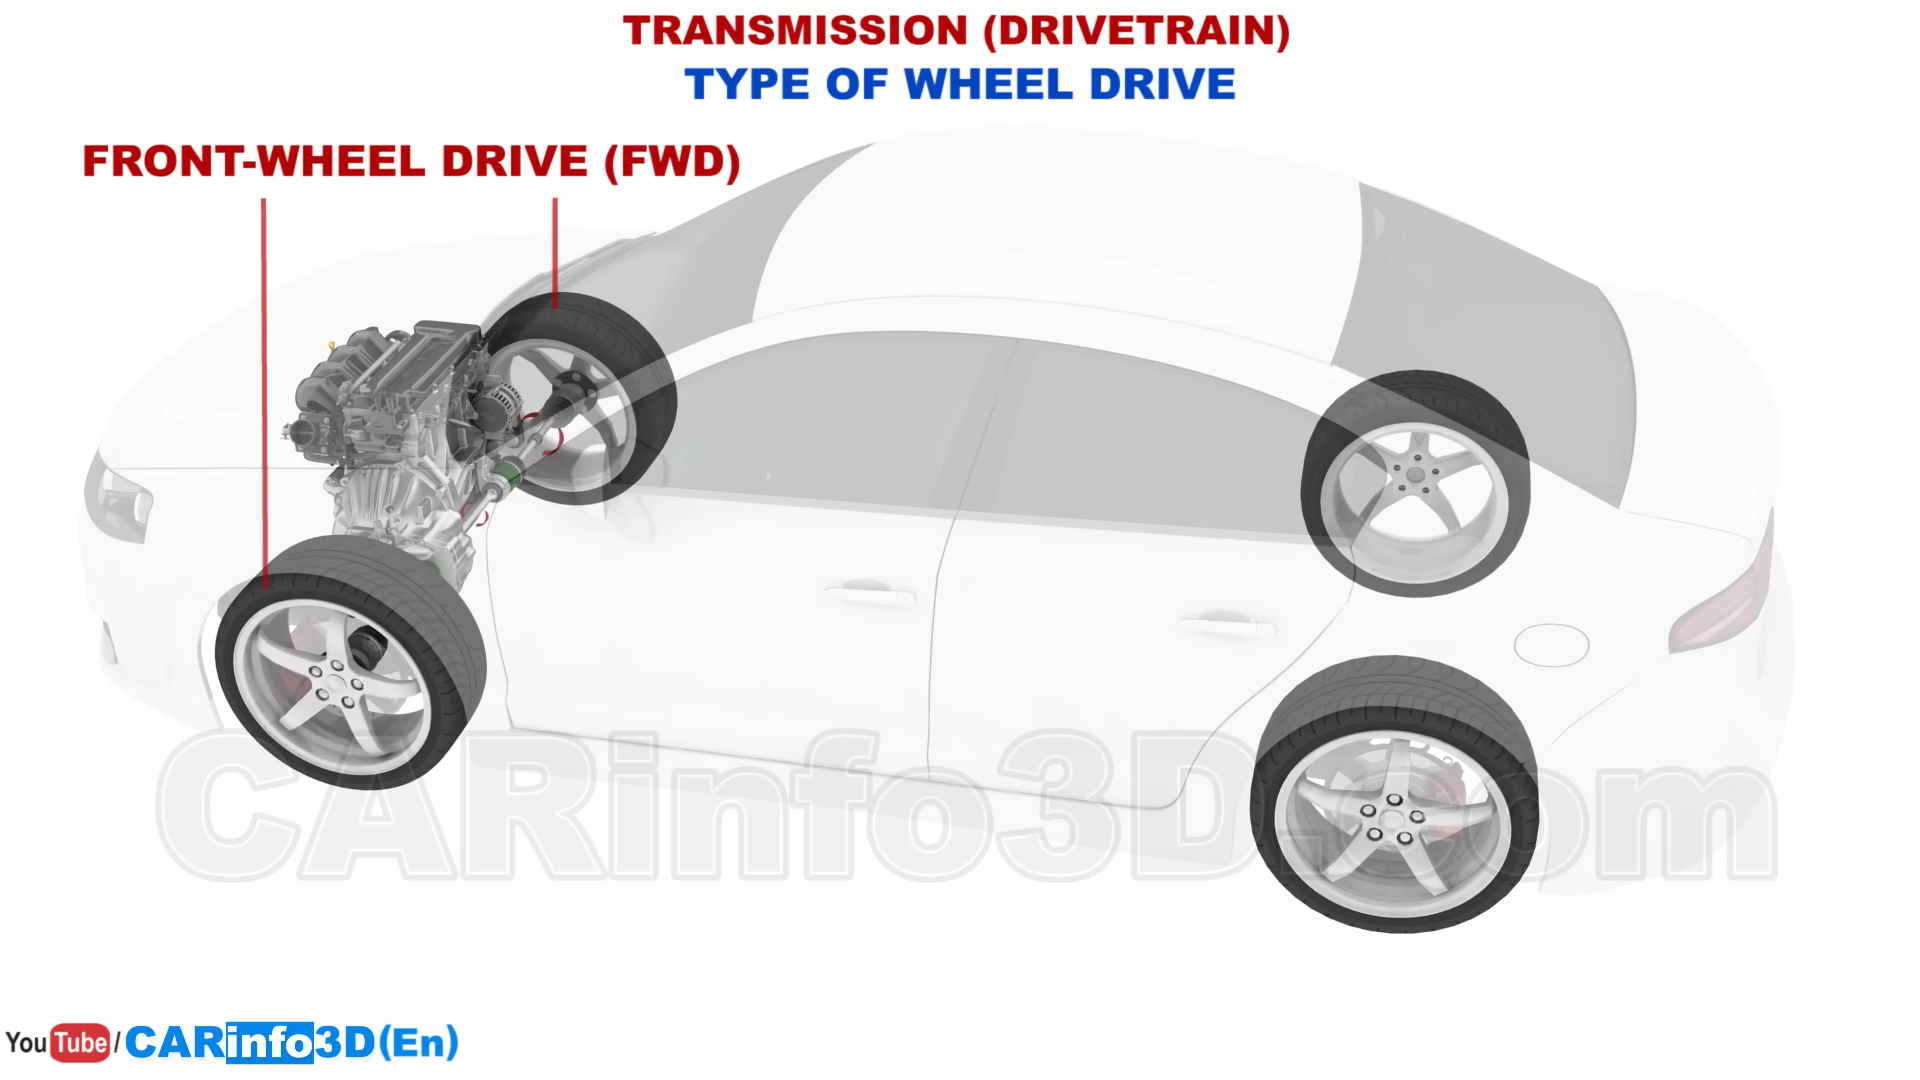 TRANSMISSION (DRIVETRAIN)
TYPE OF WHEEL DRIVE
FRONT-WHEEL DRIVE (FWD)
CARinfo3D.com
YouTube/CARinfo3D(En)